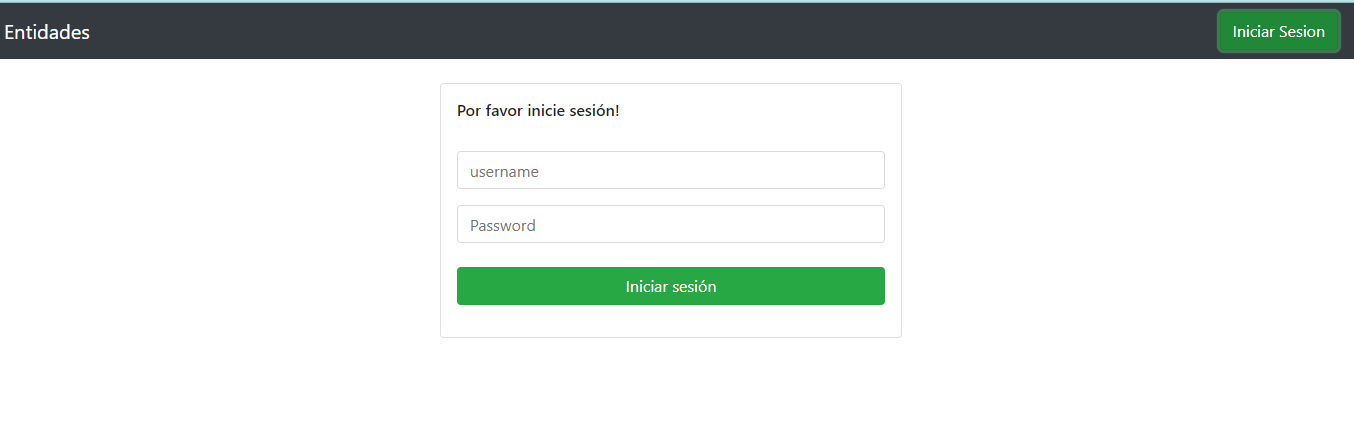 Entidades
Iniciar Sesion
Por favor inicie sesión!
username
Password
Iniciar sesión